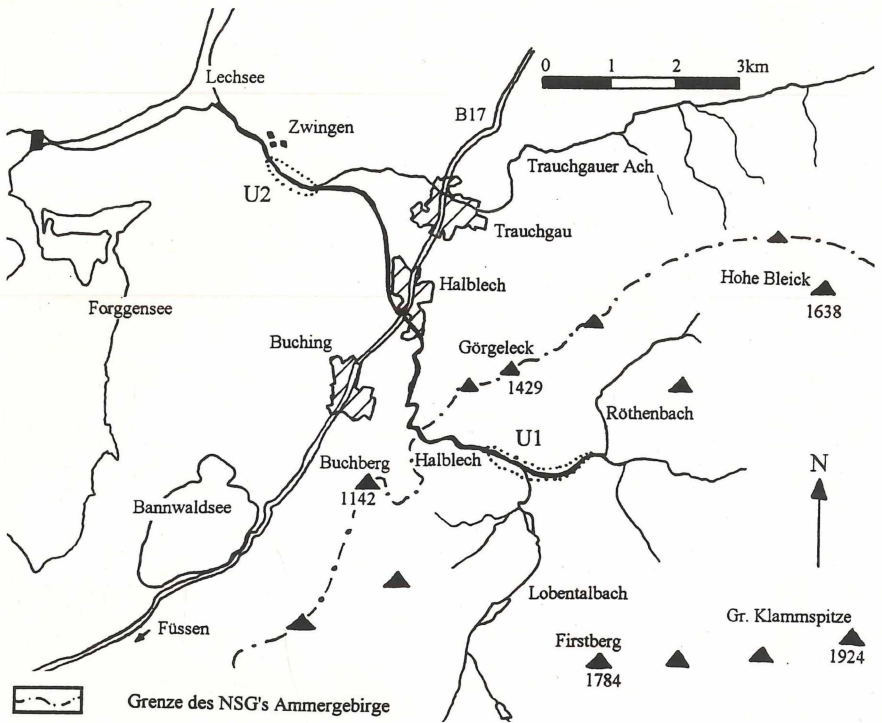 Lechsee
0 1 2 3km
B17
Zwingen
Trauchgauer Ach
U2
Trauchgau
Halblech
Hohe Bleick
1638
Forggensee
Buching
Görgeleck
1429
Röthenbach
U1
Halblech
Buchberg
1142
N
Bannwaldsee
Lobentalbach
Füssen
Gr. Klammspitze
1924
Firstberg
1784
Grenze des NSG's Ammergebirge